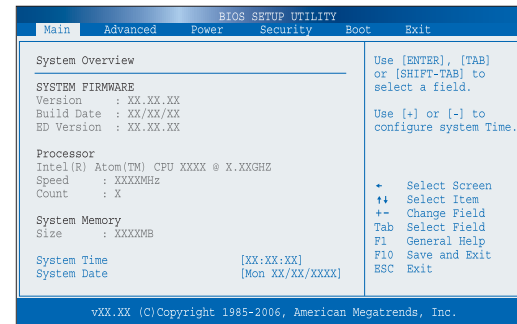 BIOS SETUP UTILITY
Main Advanced Power Security Boot Exit
System Overview
SYSTEM FIRMWARE
Version : XX.XX.XX
Build Date : XX/XX/XX
ED Version : XX.XX.XX
Processor
Intel(R) Atom(TM) CPU XXXX @ X.XXGHZ
Speed : XXXXMHz
Count : X
System Memory
Size : XXXXMB
System Time [XX:XX:XX]
System Date [Mon XX/XX/XXXX]
Use [ENTER], [TAB]
or [SHIFT-TAB] to
select a field.
Use [+] or [-] to
configure system Time.
← Select Screen
↑↓ Select Item
+- Change Field
Tab Select Field
F1 General Help
F10 Save and Exit
ESC Exit
vXX.XX (C)Copyright 1985-2006, American Megatrends, Inc.